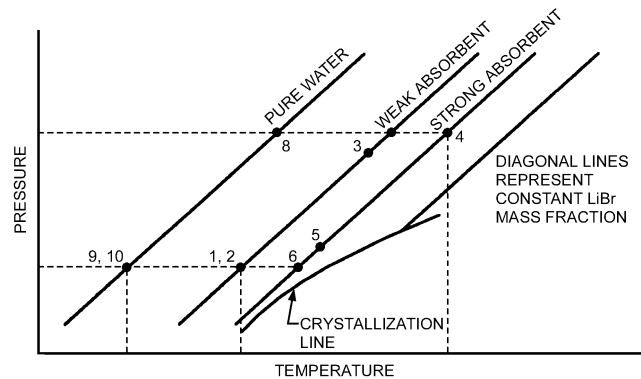 PURE WATER
WEAK ABSORBENT
STRONG ABSORBENT
8
3
4
DIAGONAL LINES
REPRESENT
CONSTANT LiBr
MASS FRACTION
PRESSURE
9, 10
1, 2
5
6
CRYSTALLIZATION
LINE
TEMPERATURE